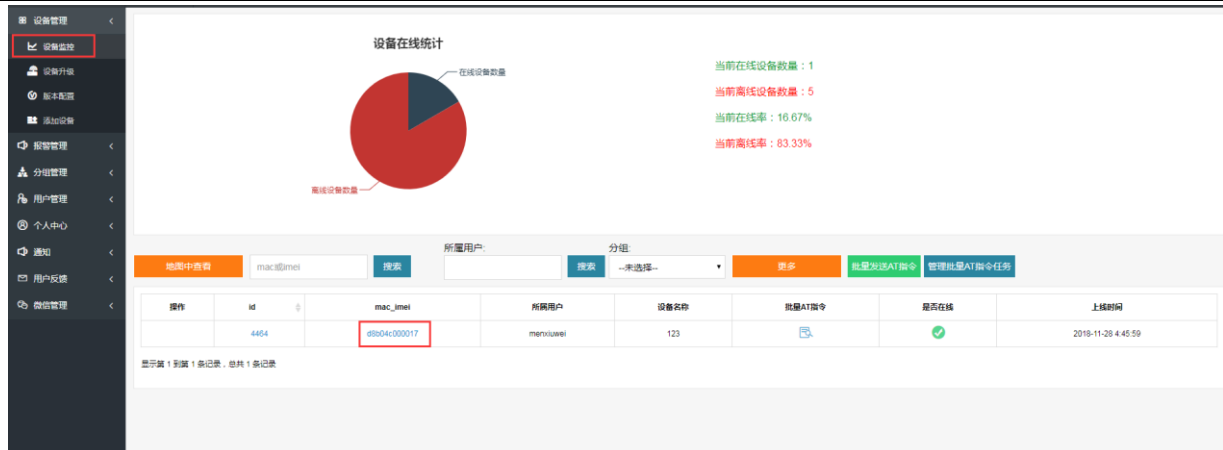 设备管理
设备监控
设备升级
版本配置
添加设备
报警管理
分组管理
用户管理
个人中心
通知
用户反馈
微信管理
设备在线统计
在线设备数量
离线设备数量
当前在线设备数量：1
当前离线设备数量：5
当前在线率：16.67%
当前离线率：83.33%
所属用户:
分组:
地图中查看
mac或imei
搜索
搜索
--未选择--
更多
批量发送AT指令
管理批量AT指令任务
操作 id mac_imei 所属用户 设备名称 批量AT指令 是否在线 上线时间
4464 d8b04c000017 menxiuwei 123 2018-11-28 4:45:59
显示第 1 到第 1 条记录，总共 1 条记录